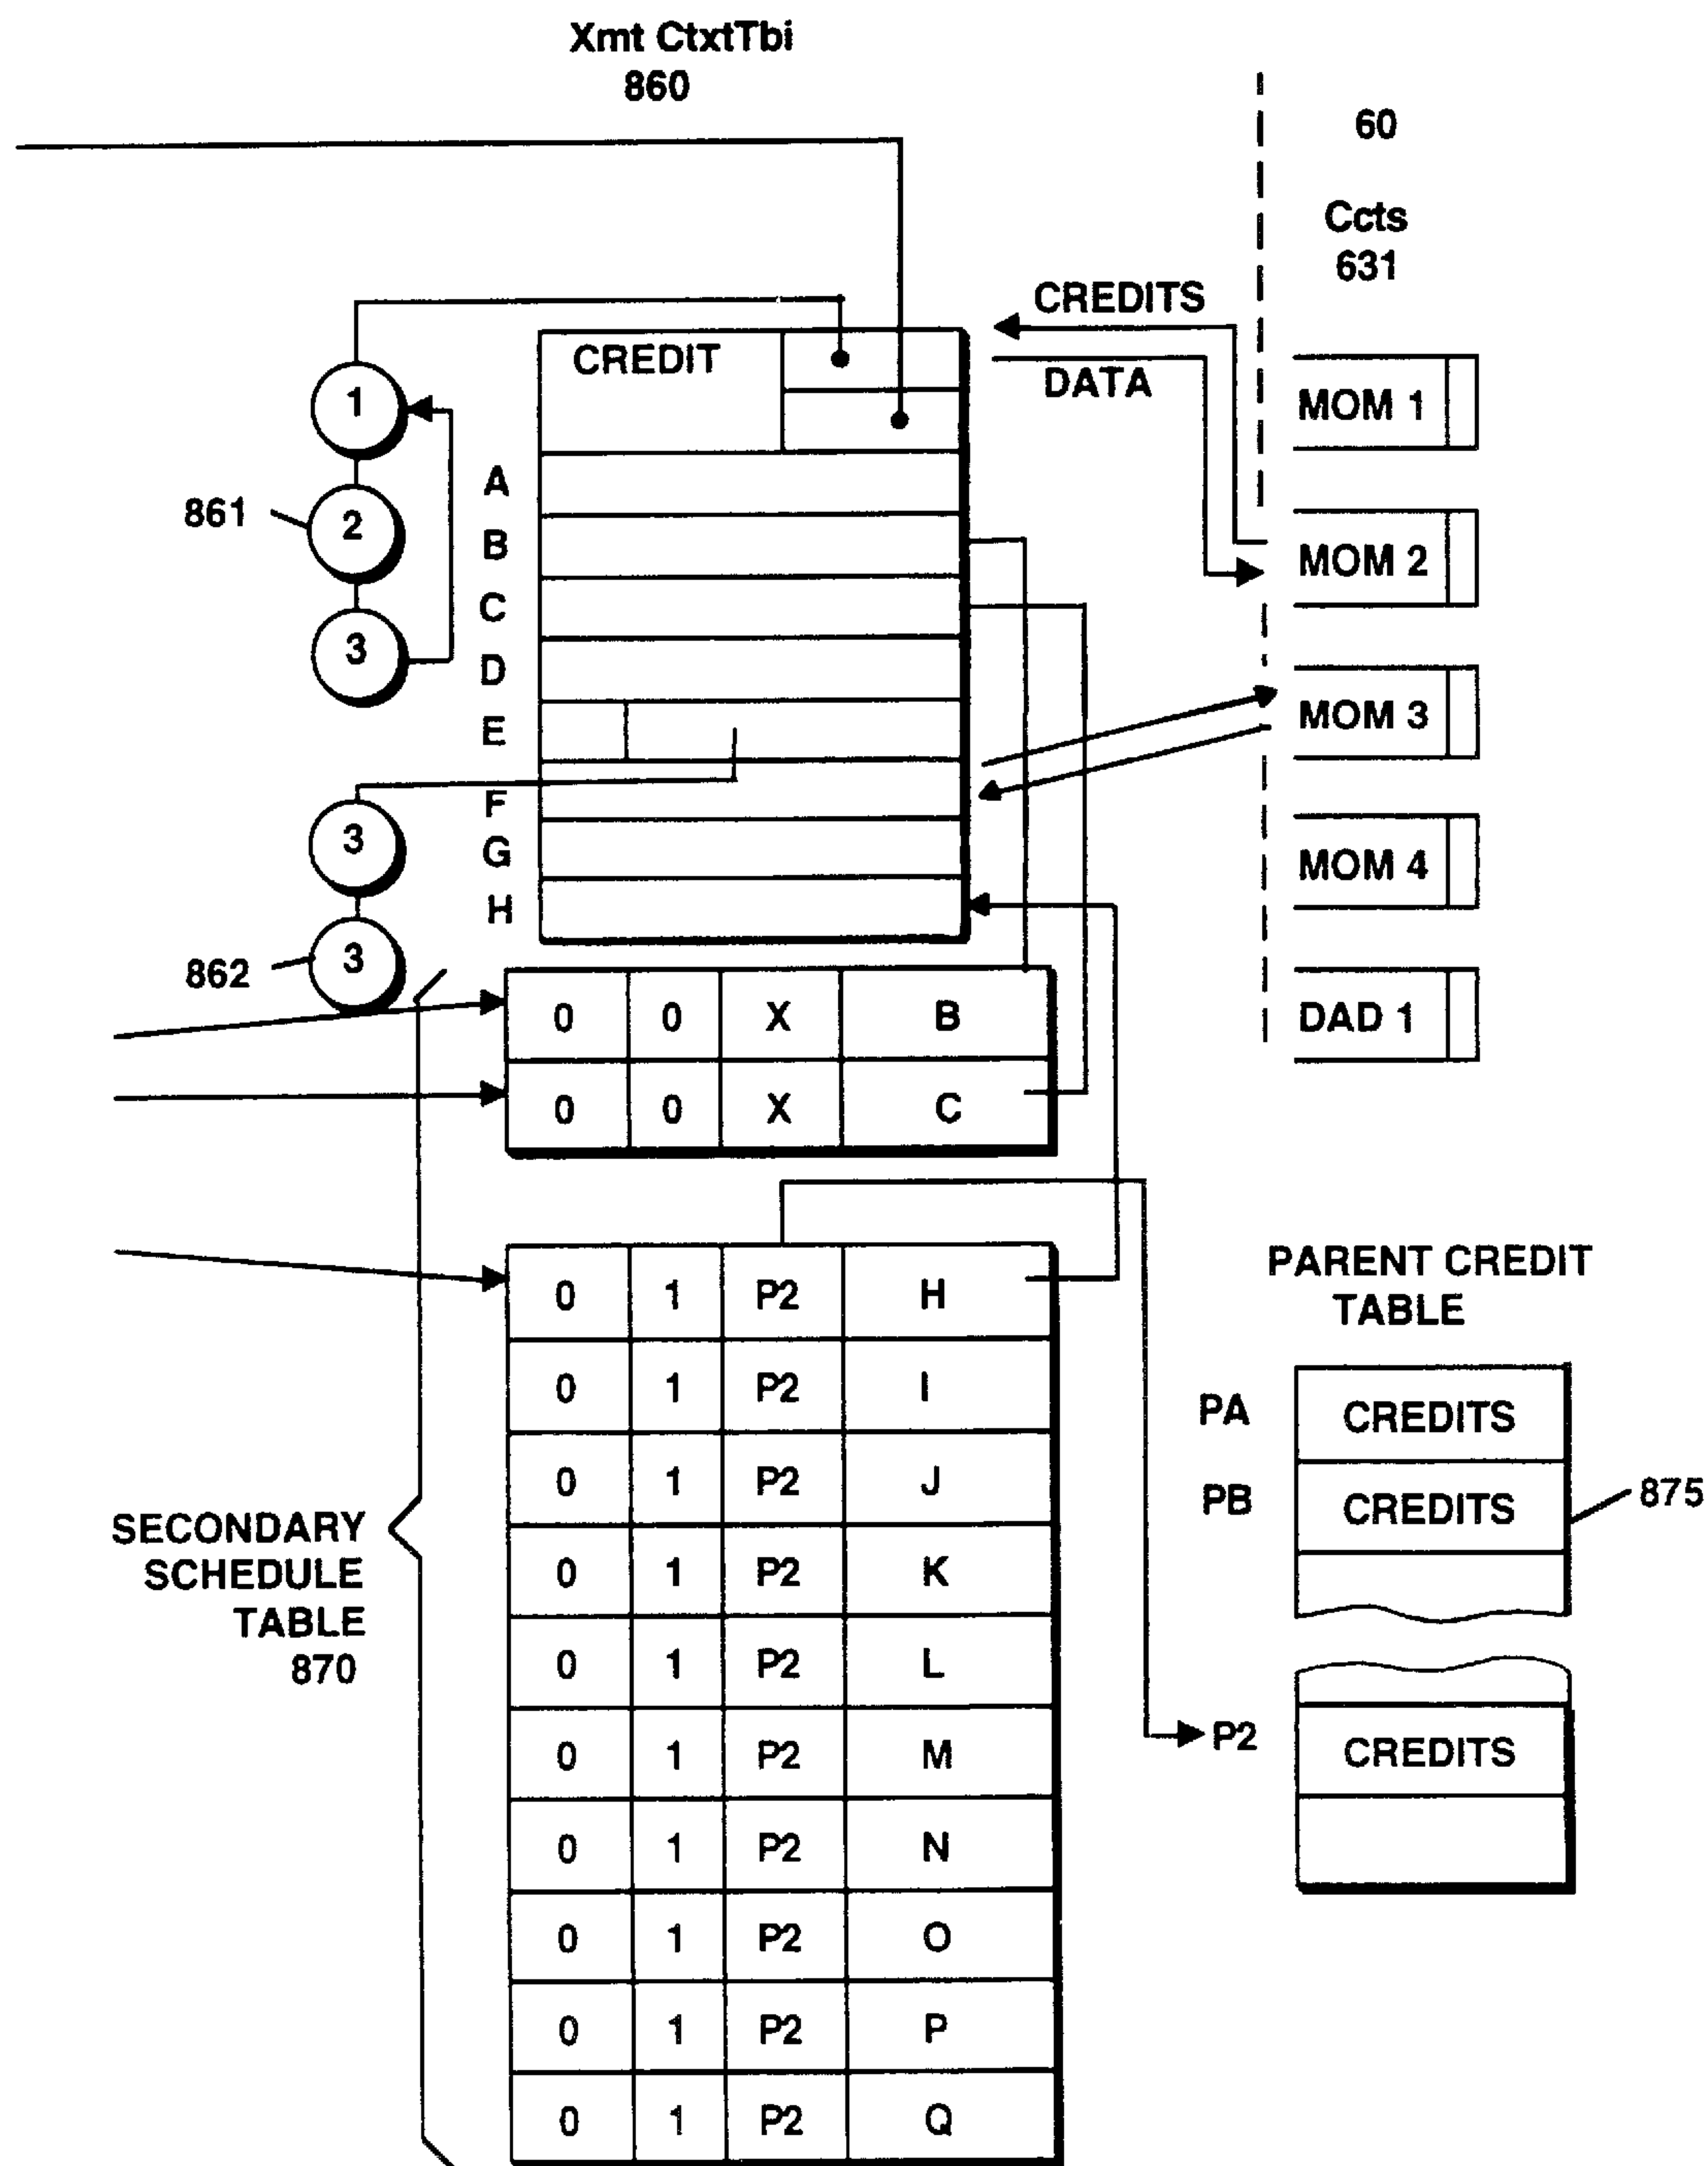 Xmt CtxtTbi
860
60
Ccts
631
CREDITS
DATA
CREDIT
1
2
3
861
A
B
C
D
E
F
G
H
3
3
862
MOM 1
MOM 2
MOM 3
MOM 4
DAD 1
0 0 X B
0 0 X C
0 1 P2 H
0 1 P2 I
0 1 P2 J
0 1 P2 K
0 1 P2 L
0 1 P2 M
0 1 P2 N
0 1 P2 O
0 1 P2 P
0 1 P2 Q
SECONDARY
SCHEDULE
TABLE
870
PARENT CREDIT
TABLE
PA CREDITS
PB CREDITS
875
P2 CREDITS